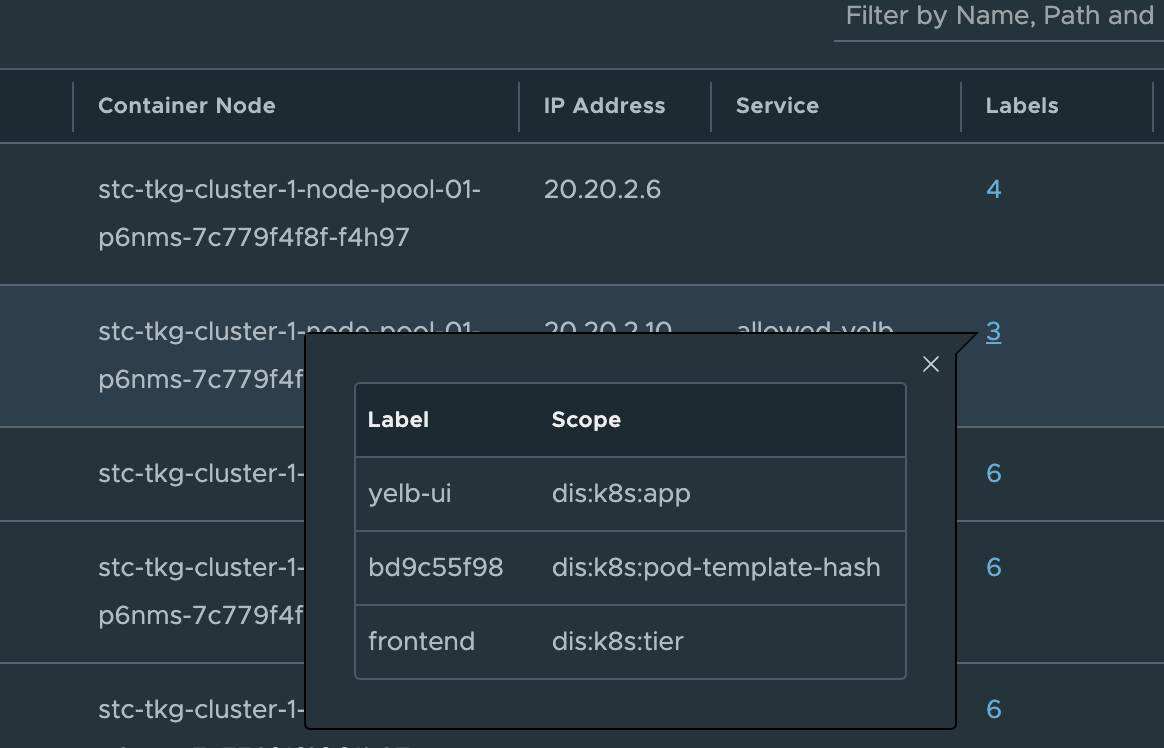 Filter by Name, Path and
Container Node IP Address Service Labels
stc-tkg-cluster-1-node-pool-01- 20.20.2.6 4
p6nms-7c779f4f8f-f4h97
stc-tkg-cluster-1-node-pool-01- 20.20.2.10 allowed-yelb 3
p6nms-7c779f4f
Label Scope
yelb-ui dis:k8s:app
bd9c55f98 dis:k8s:pod-template-hash
frontend dis:k8s:tier
stc-tkg-cluster-1- 6
stc-tkg-cluster-1- 6
p6nms-7c779f4f
stc-tkg-cluster-1- 6